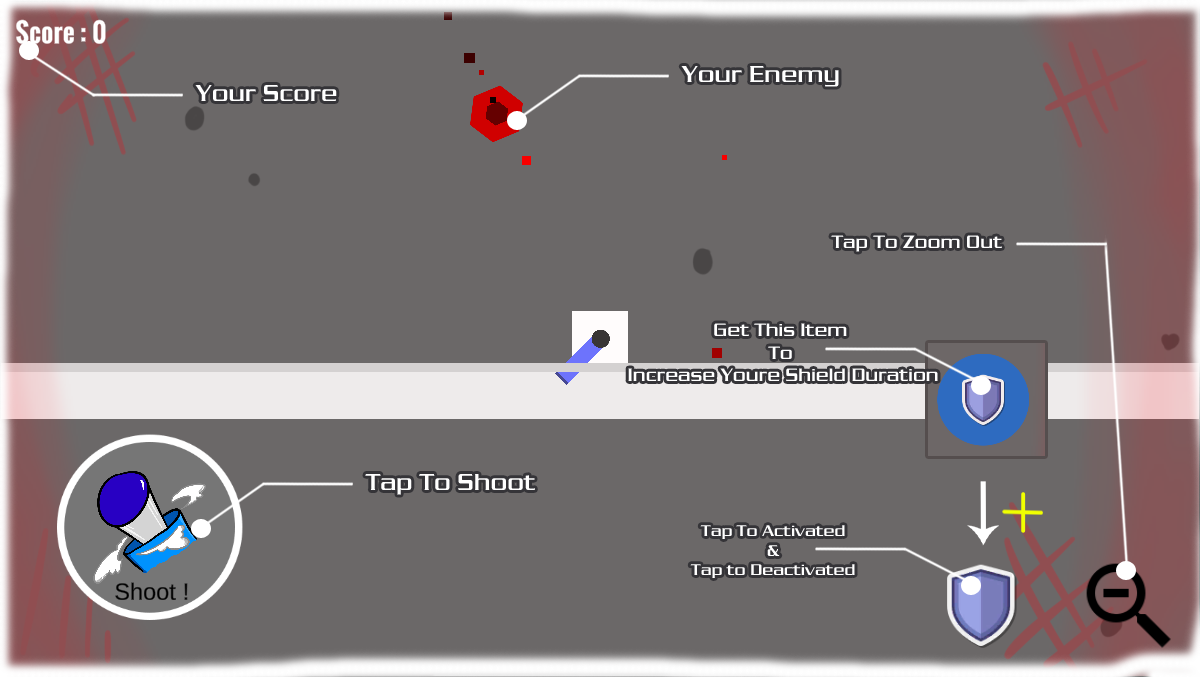 Score : 0
Your Score
Your Enemy
Tap To Zoom Out
Get This Item
To
Increase Youre Shield Duration
Tap To Shoot
Shoot !
Tap To Activated
&
Tap to Deactivated